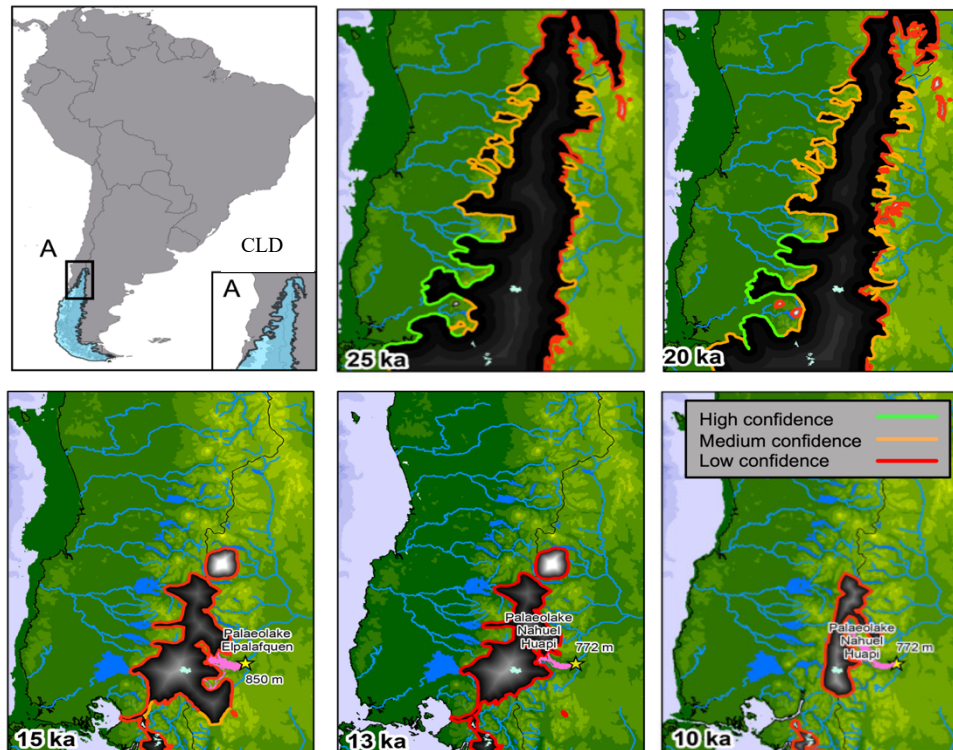 CLD
A
A
25 ka
20 ka
Palaeolake
Elpalafquen
850 m
15 ka
Palaeolake
Nahuel
Huapi
772 m
13 ka
High confidence
Medium confidence
Low confidence
Palaeolake
Nahuel
Huapi
772 m
10 ka